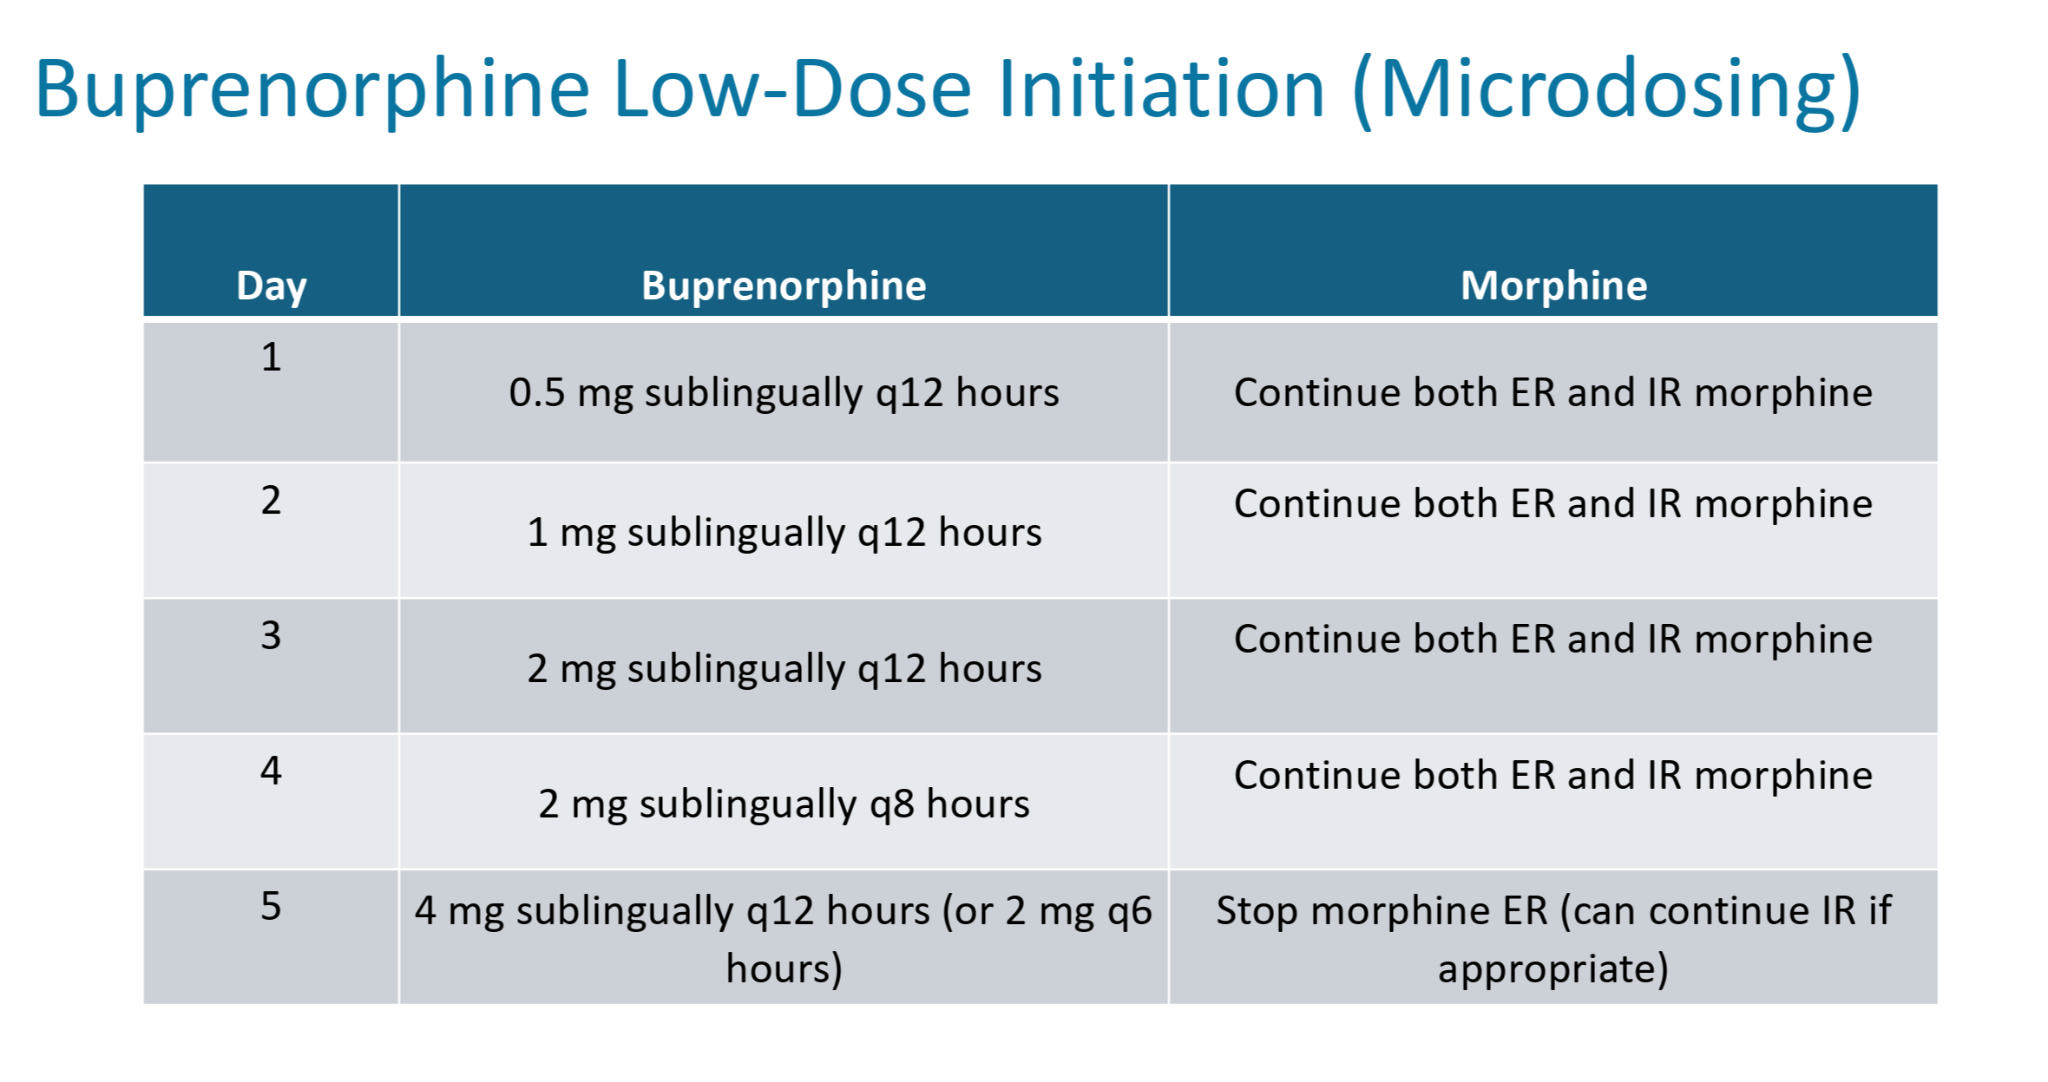 Buprenorphine Low-Dose Initiation (Microdosing)
Day Buprenorphine Morphine
1 0.5 mg sublingually q12 hours Continue both ER and IR morphine
2 1 mg sublingually q12 hours Continue both ER and IR morphine
3 2 mg sublingually q12 hours Continue both ER and IR morphine
4 2 mg sublingually q8 hours Continue both ER and IR morphine
5 4 mg sublingually q12 hours (or 2 mg q6
hours) Stop morphine ER (can continue IR if
appropriate)